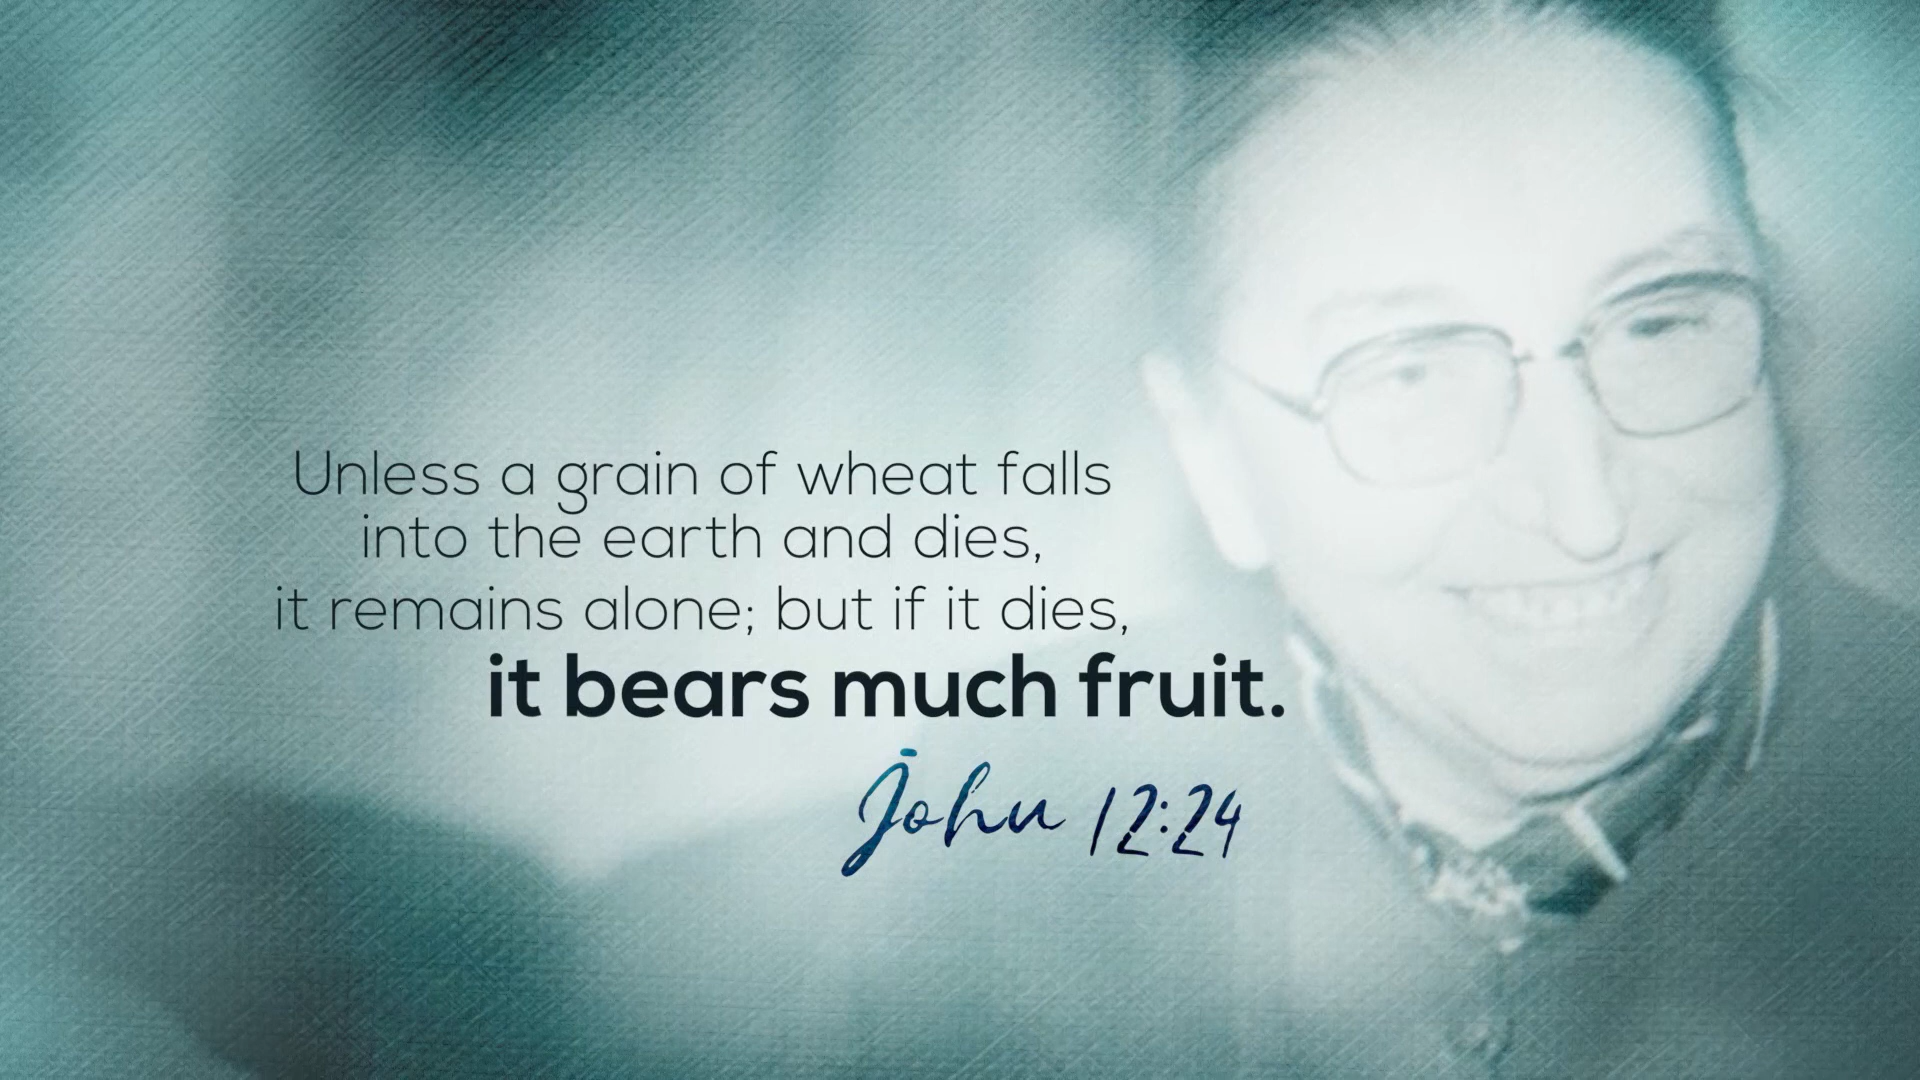 Unless a grain of wheat falls
into the earth and dies,
it remains alone; but if it dies,
it bears much fruit.
John 12:24